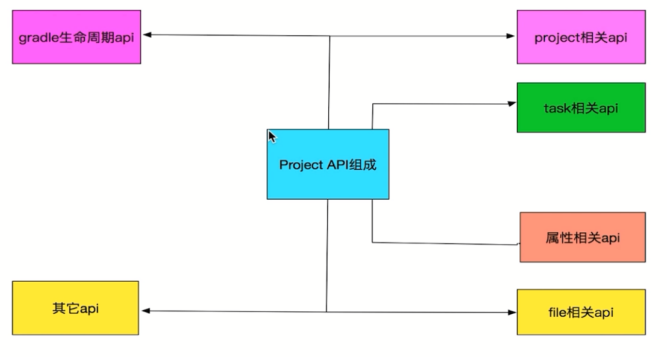 gradle生命周期api
project相关api
task相关api
Project API组成
属性相关api
其它api
file相关api